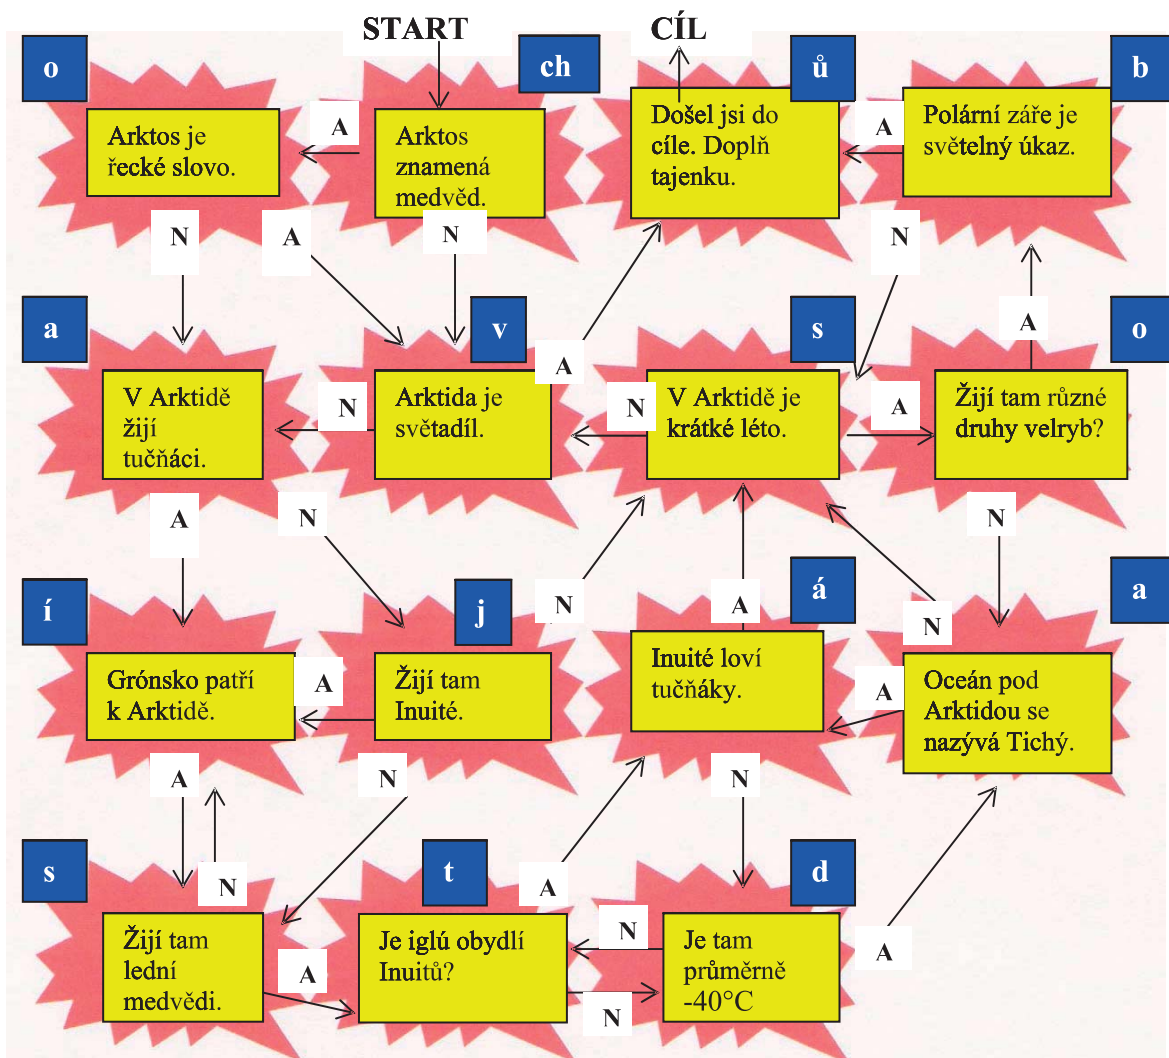 START
CÍL
o
ch
ů
b
Arktos je
řecké slovo.
A
Arktos
znamená
medvěd.
Došel jsi do
cíle. Doplň
tajenku.
A
Polární záře je
světelný úkaz.
N
A
N
N
a
v
s
o
A
V Arktidě
žijí
tučňáci.
N
Arktida je
světadíl.
A
N
V Arktidě je
krátké léto.
A
Žijí tam různé
druhy velryb?
A
N
N
í
j
N
A
á
N
a
Grónsko patří
k Arktidě.
A
Žijí tam
Inuité.
Inuité loví
tučňáky.
A
Oceán pod
Arktidou se
nazývá Tichý.
A
N
N
s
N
t
A
d
Žijí tam
lední
medvědi.
A
Je iglú obydlí
Inuitů?
N
N
Je tam
průměrně
-40°C
A